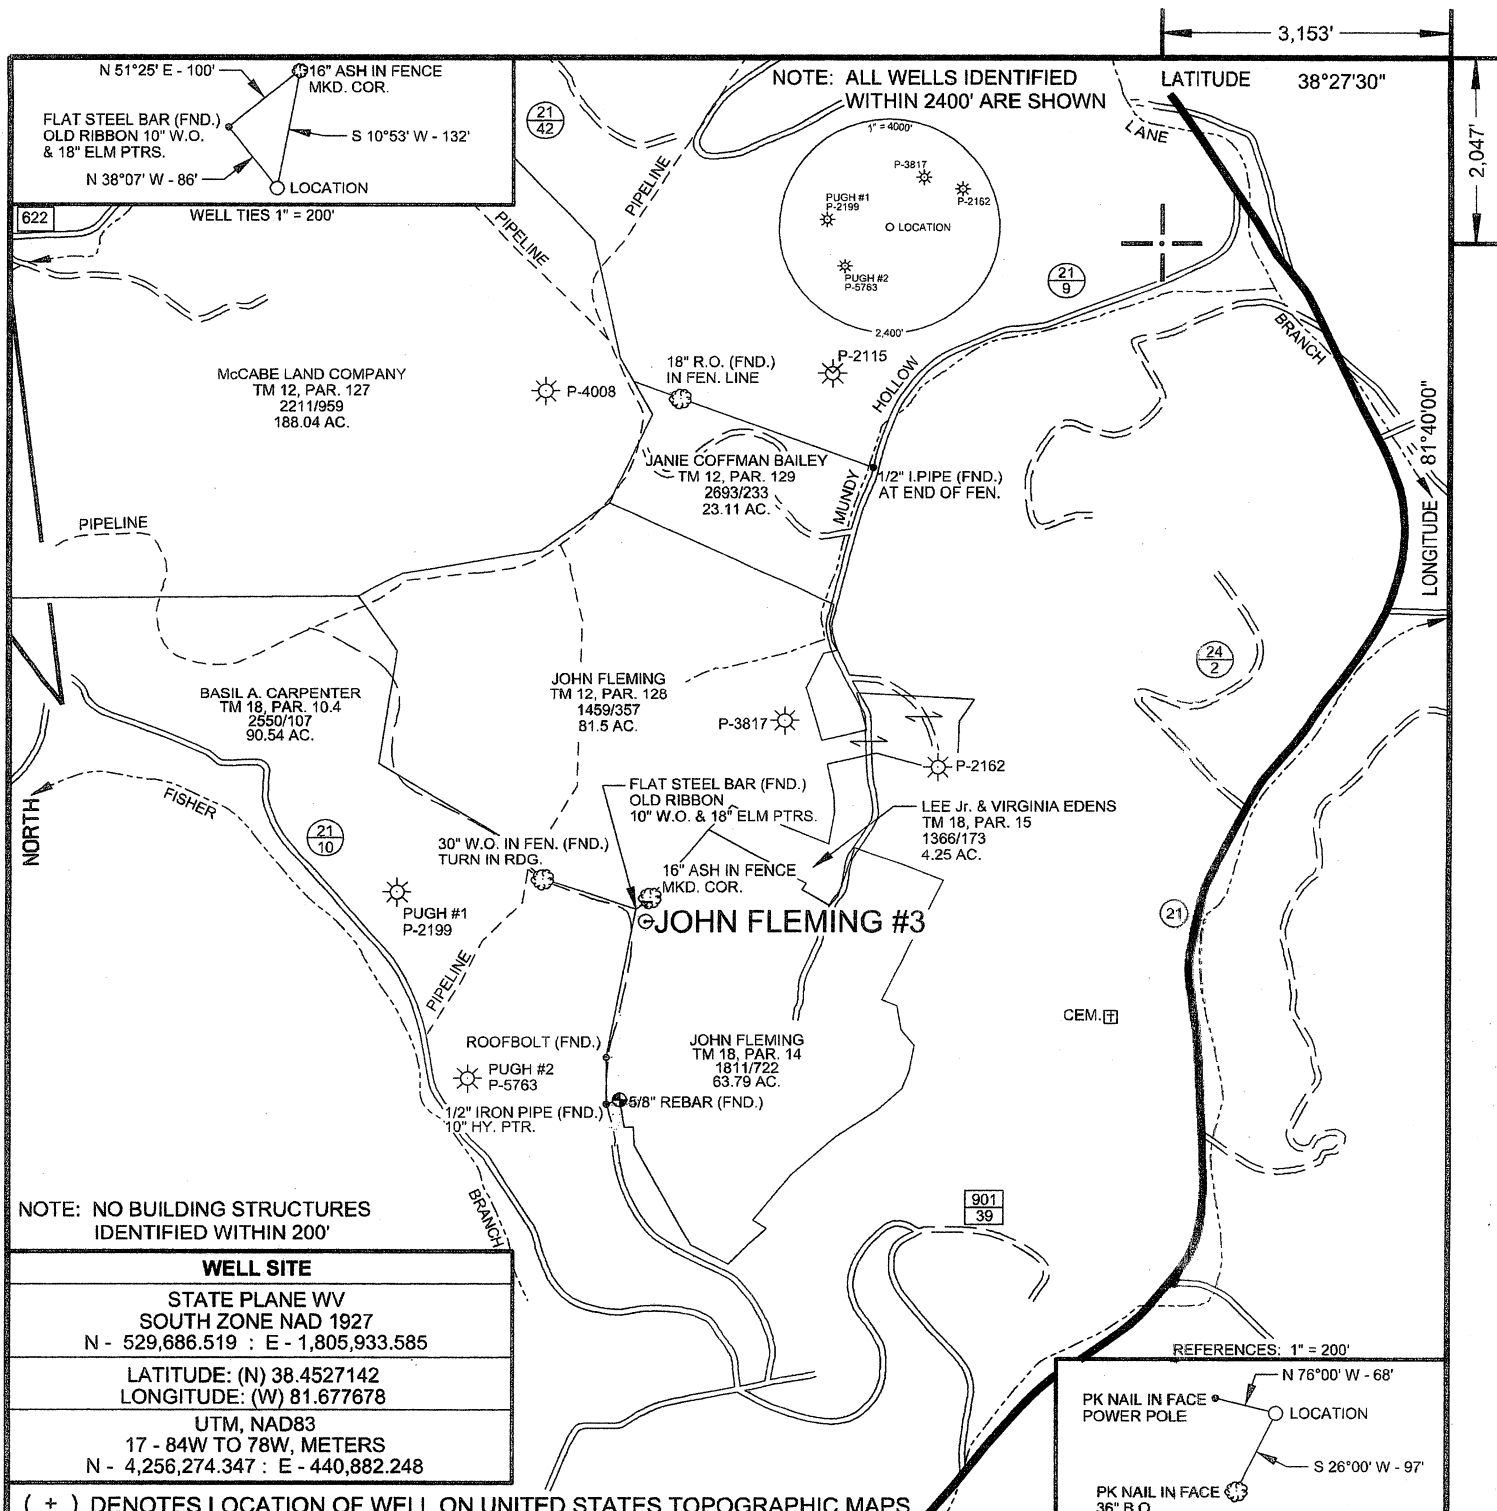 3,153'
N 51°25' E - 100'
16" ASH IN FENCE
MKD. COR.
FLAT STEEL BAR (FND.)
OLD RIBBON 10" W.O.
& 18" ELM PTRS.
S 10°53' W - 132'
N 38°07' W - 86'
LOCATION
WELL TIES 1" = 200'
622
21
42
NOTE: ALL WELLS IDENTIFIED
WITHIN 2400' ARE SHOWN
LATITUDE 38°27'30"
2,047'
LANE
1" = 4000'
P-3817
PUGH #1
P-2199
P-2162
LOCATION
PUGH #2
P-5763
2,400'
PIPELINE
PIPELINE
21
9
BRANCH
McCABE LAND COMPANY
TM 12, PAR. 127
2211/959
188.04 AC.
P-4008
18" R.O. (FND.)
IN FEN. LINE
P-2115
HOLLOW
MUNDY
JANIE COFFMAN BAILEY
TM 12, PAR. 129
2693/233
23.11 AC.
1/2" I.PIPE (FND.)
AT END OF FEN.
LONGITUDE 81°40'00"
PIPELINE
24
2
BASIL A. CARPENTER
TM 18, PAR. 10.4
2550/107
90.54 AC.
JOHN FLEMING
TM 12, PAR. 128
1459/357
81.5 AC.
P-3817
P-2162
NORTH
FISHER
21
10
FLAT STEEL BAR (FND.)
OLD RIBBON
10" W.O. & 18" ELM PTRS.
LEE Jr. & VIRGINIA EDENS
TM 18, PAR. 15
1366/173
4.25 AC.
30" W.O. IN FEN. (FND.)
TURN IN RDG.
16" ASH IN FENCE
MKD. COR.
PUGH #1
P-2199
JOHN FLEMING #3
21
PIPELINE
CEM.
ROOFBOLT (FND.)
JOHN FLEMING
TM 18, PAR. 14
1811/722
63.79 AC.
PUGH #2
P-5763
1/2" IRON PIPE (FND.)
10" HY. PTR.
5/8" REBAR (FND.)
BRANCH
901
39
NOTE: NO BUILDING STRUCTURES
IDENTIFIED WITHIN 200'
WELL SITE
STATE PLANE WV
SOUTH ZONE NAD 1927
N - 529,686.519 : E - 1,805,933.585
LATITUDE: (N) 38.4527142
LONGITUDE: (W) 81.677678
UTM, NAD83
17 - 84W TO 78W, METERS
N - 4,256,274.347 : E - 440,882.248
REFERENCES: 1" = 200'
N 76°00' W - 68'
PK NAIL IN FACE
POWER POLE
LOCATION
S 26°00' W - 97'
PK NAIL IN FACE
36" B.O.
( + ) DENOTES LOCATION OF WELL ON UNITED STATES TOPOGRAPHIC MAPS